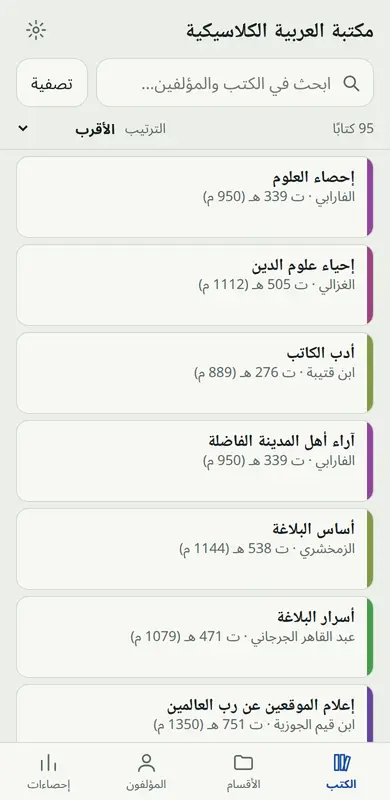 مكتبة العربية الكلاسيكية
ابحث في الكتب والمؤلفين...
تصفية
95 كتابًا
الترتيب الأقرب
إحصاء العلوم
الفارابي · ت 339 هـ (950 م)
إحياء علوم الدين
الغزالي · ت 505 هـ (1112 م)
أدب الكاتب
ابن قتيبة · ت 276 هـ (889 م)
آراء أهل المدينة الفاضلة
الفارابي · ت 339 هـ (950 م)
أساس البلاغة
الزمخشري · ت 538 هـ (1144 م)
أسرار البلاغة
عبد القاهر الجرجاني · ت 471 هـ (1079 م)
إعلام الموقعين عن رب العالمين
ابن قيم الجوزية · ت 751 هـ (1350 م)
الكتب
الأقسام
المؤلفون
إحصاءات